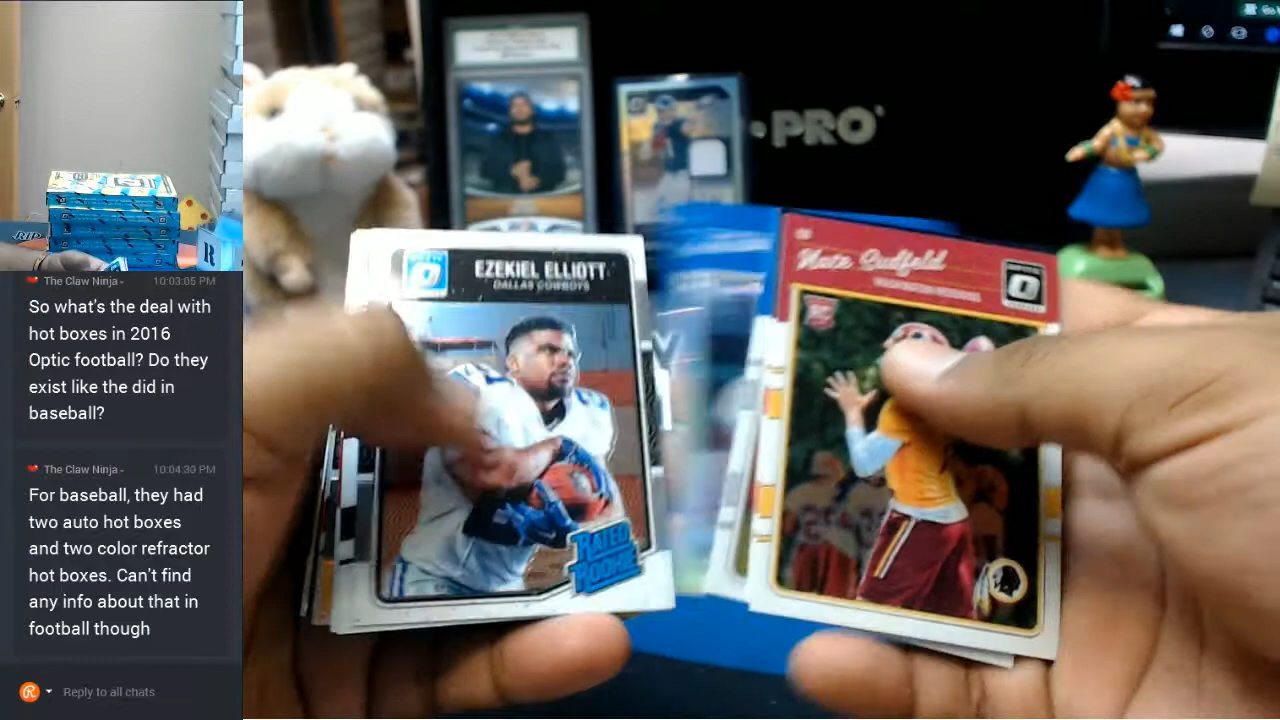 The Claw Ninja - 10:03:05 PM
So what's the deal with
hot boxes in 2016
Optic football? Do they
exist like the did in
baseball?
The Claw Ninja - 10:04:30 PM
For baseball, they had
two auto hot boxes
and two color refractor
hot boxes. Can't find
any info about that in
football though
Reply to all chats
RIP
R
-PRO
EZEKIEL ELLIOTT
DALLAS COWBOYS
RATED
ROOKIE
Nate Sudfeld